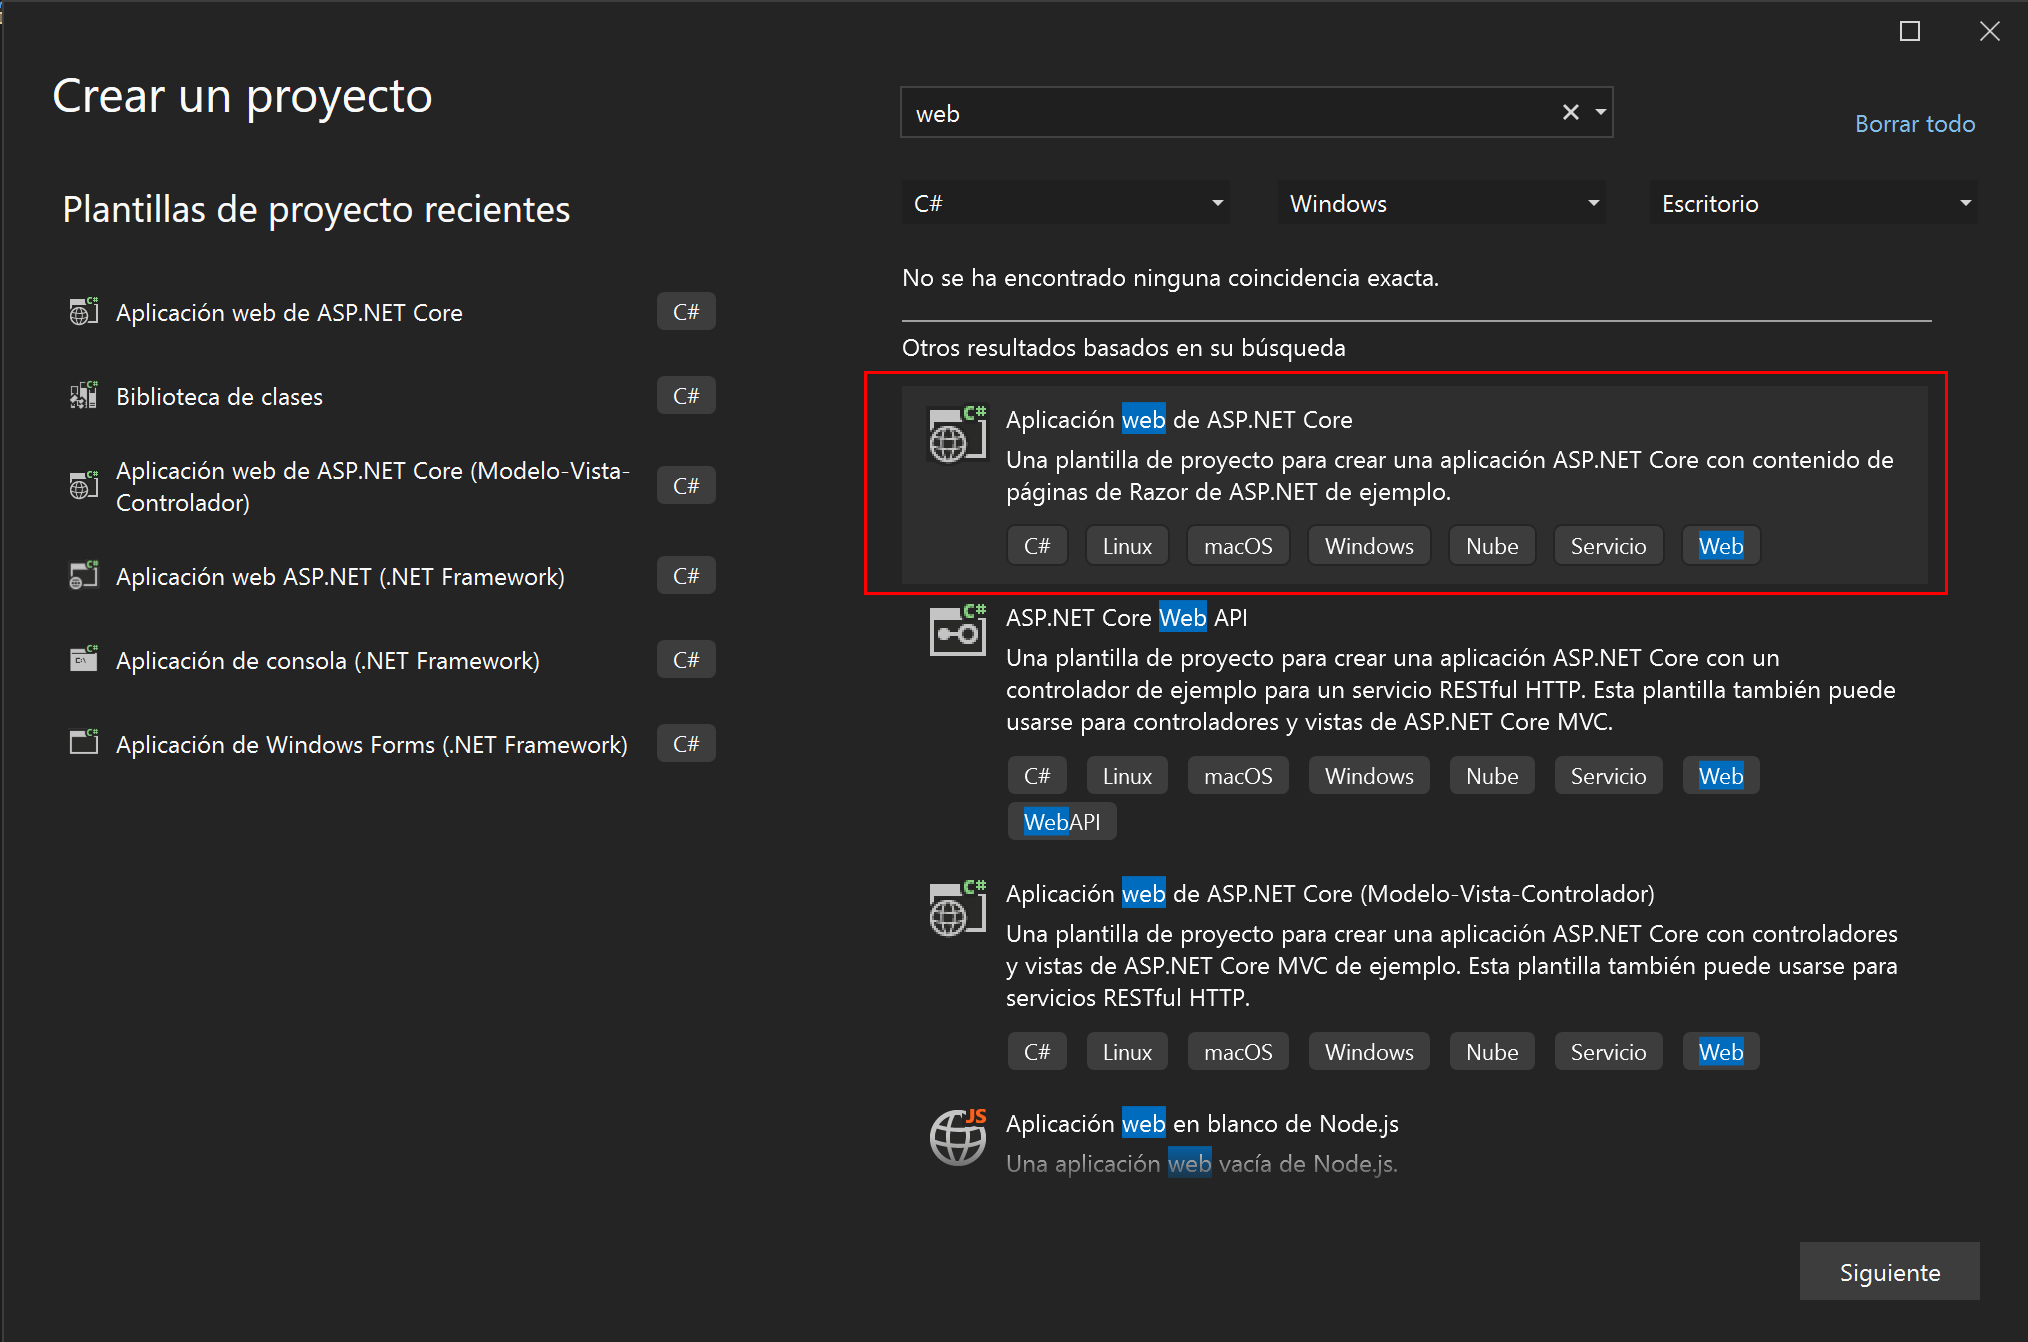 Crear un proyecto
Plantillas de proyecto recientes
Aplicación web de ASP.NET Core C#
Biblioteca de clases C#
Aplicación web de ASP.NET Core (Modelo-Vista-
Controlador) C#
Aplicación web ASP.NET (.NET Framework) C#
Aplicación de consola (.NET Framework) C#
Aplicación de Windows Forms (.NET Framework) C#
web
Borrar todo
C# Windows Escritorio
No se ha encontrado ninguna coincidencia exacta.
Otros resultados basados en su búsqueda
Aplicación web de ASP.NET Core
Una plantilla de proyecto para crear una aplicación ASP.NET Core con contenido de
páginas de Razor de ASP.NET de ejemplo.
C# Linux macOS Windows Nube Servicio Web
ASP.NET Core Web API
Una plantilla de proyecto para crear una aplicación ASP.NET Core con un
controlador de ejemplo para un servicio RESTful HTTP. Esta plantilla también puede
usarse para controladores y vistas de ASP.NET Core MVC.
C# Linux macOS Windows Nube Servicio Web
WebAPI
Aplicación web de ASP.NET Core (Modelo-Vista-Controlador)
Una plantilla de proyecto para crear una aplicación ASP.NET Core con controladores
y vistas de ASP.NET Core MVC de ejemplo. Esta plantilla también puede usarse para
servicios RESTful HTTP.
C# Linux macOS Windows Nube Servicio Web
JS
Aplicación web en blanco de Node.js
Una aplicación web vacía de Node.js.
Siguiente